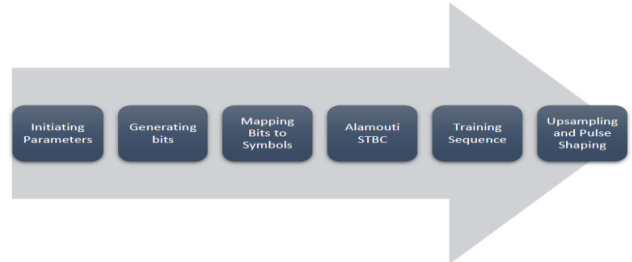 Initiating
Parameters
Generating
bits
Mapping
Bits to
Symbols
Alamouti
STBC
Training
Sequence
Upsampling
and Pulse
Shaping